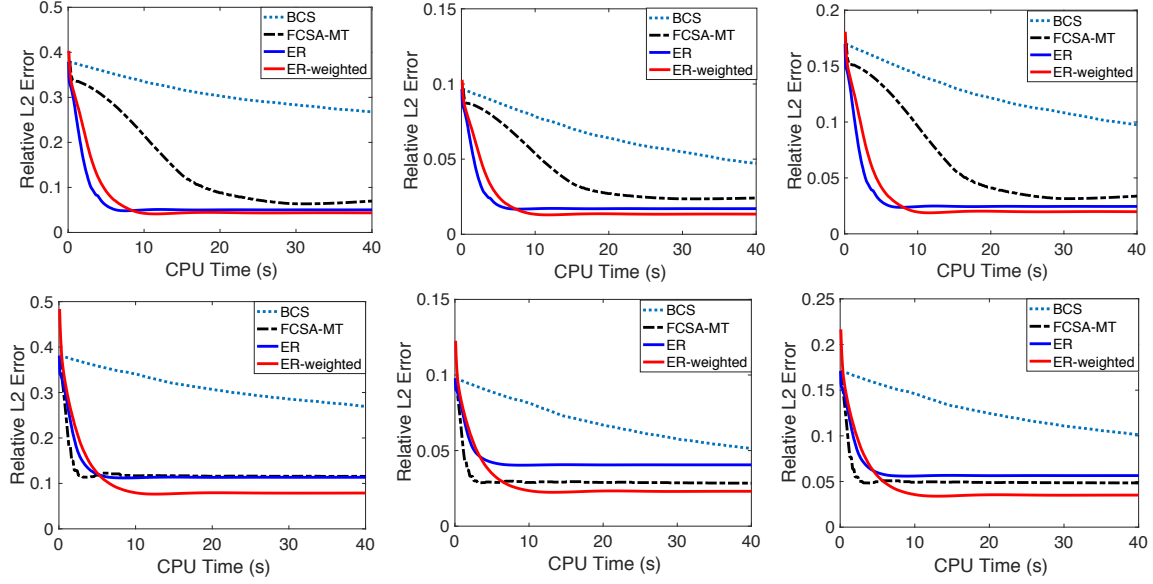 0.5
0.4
0.3
0.2
0.1
0
Relative L2 Error
0 10 20 30 40
CPU Time (s)
BCS
FCSA-MT
ER
ER-weighted
0.15
0.1
0.05
0
Relative L2 Error
0 10 20 30 40
CPU Time (s)
BCS
FCSA-MT
ER
ER-weighted
0.2
0.15
0.1
0.05
0
Relative L2 Error
0 10 20 30 40
CPU Time (s)
BCS
FCSA-MT
ER
ER-weighted
0.5
0.4
0.3
0.2
0.1
0
Relative L2 Error
0 10 20 30 40
CPU Time (s)
BCS
FCSA-MT
ER
ER-weighted
0.15
0.1
0.05
0
Relative L2 Error
0 10 20 30 40
CPU Time (s)
BCS
FCSA-MT
ER
ER-weighted
0.25
0.2
0.15
0.1
0.05
0
Relative L2 Error
0 10 20 30 40
CPU Time (s)
BCS
FCSA-MT
ER
ER-weighted